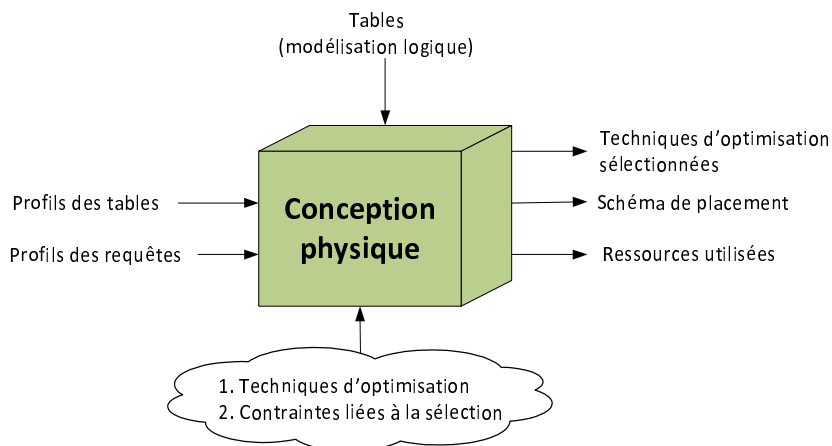 Tables
(modélisation logique)
Techniques d'optimisation
sélectionnées
Profils des tables
Conception
physique
Schéma de placement
Profils des requêtes
Ressources utilisées
1. Techniques d'optimisation
2. Contraintes liées à la sélection